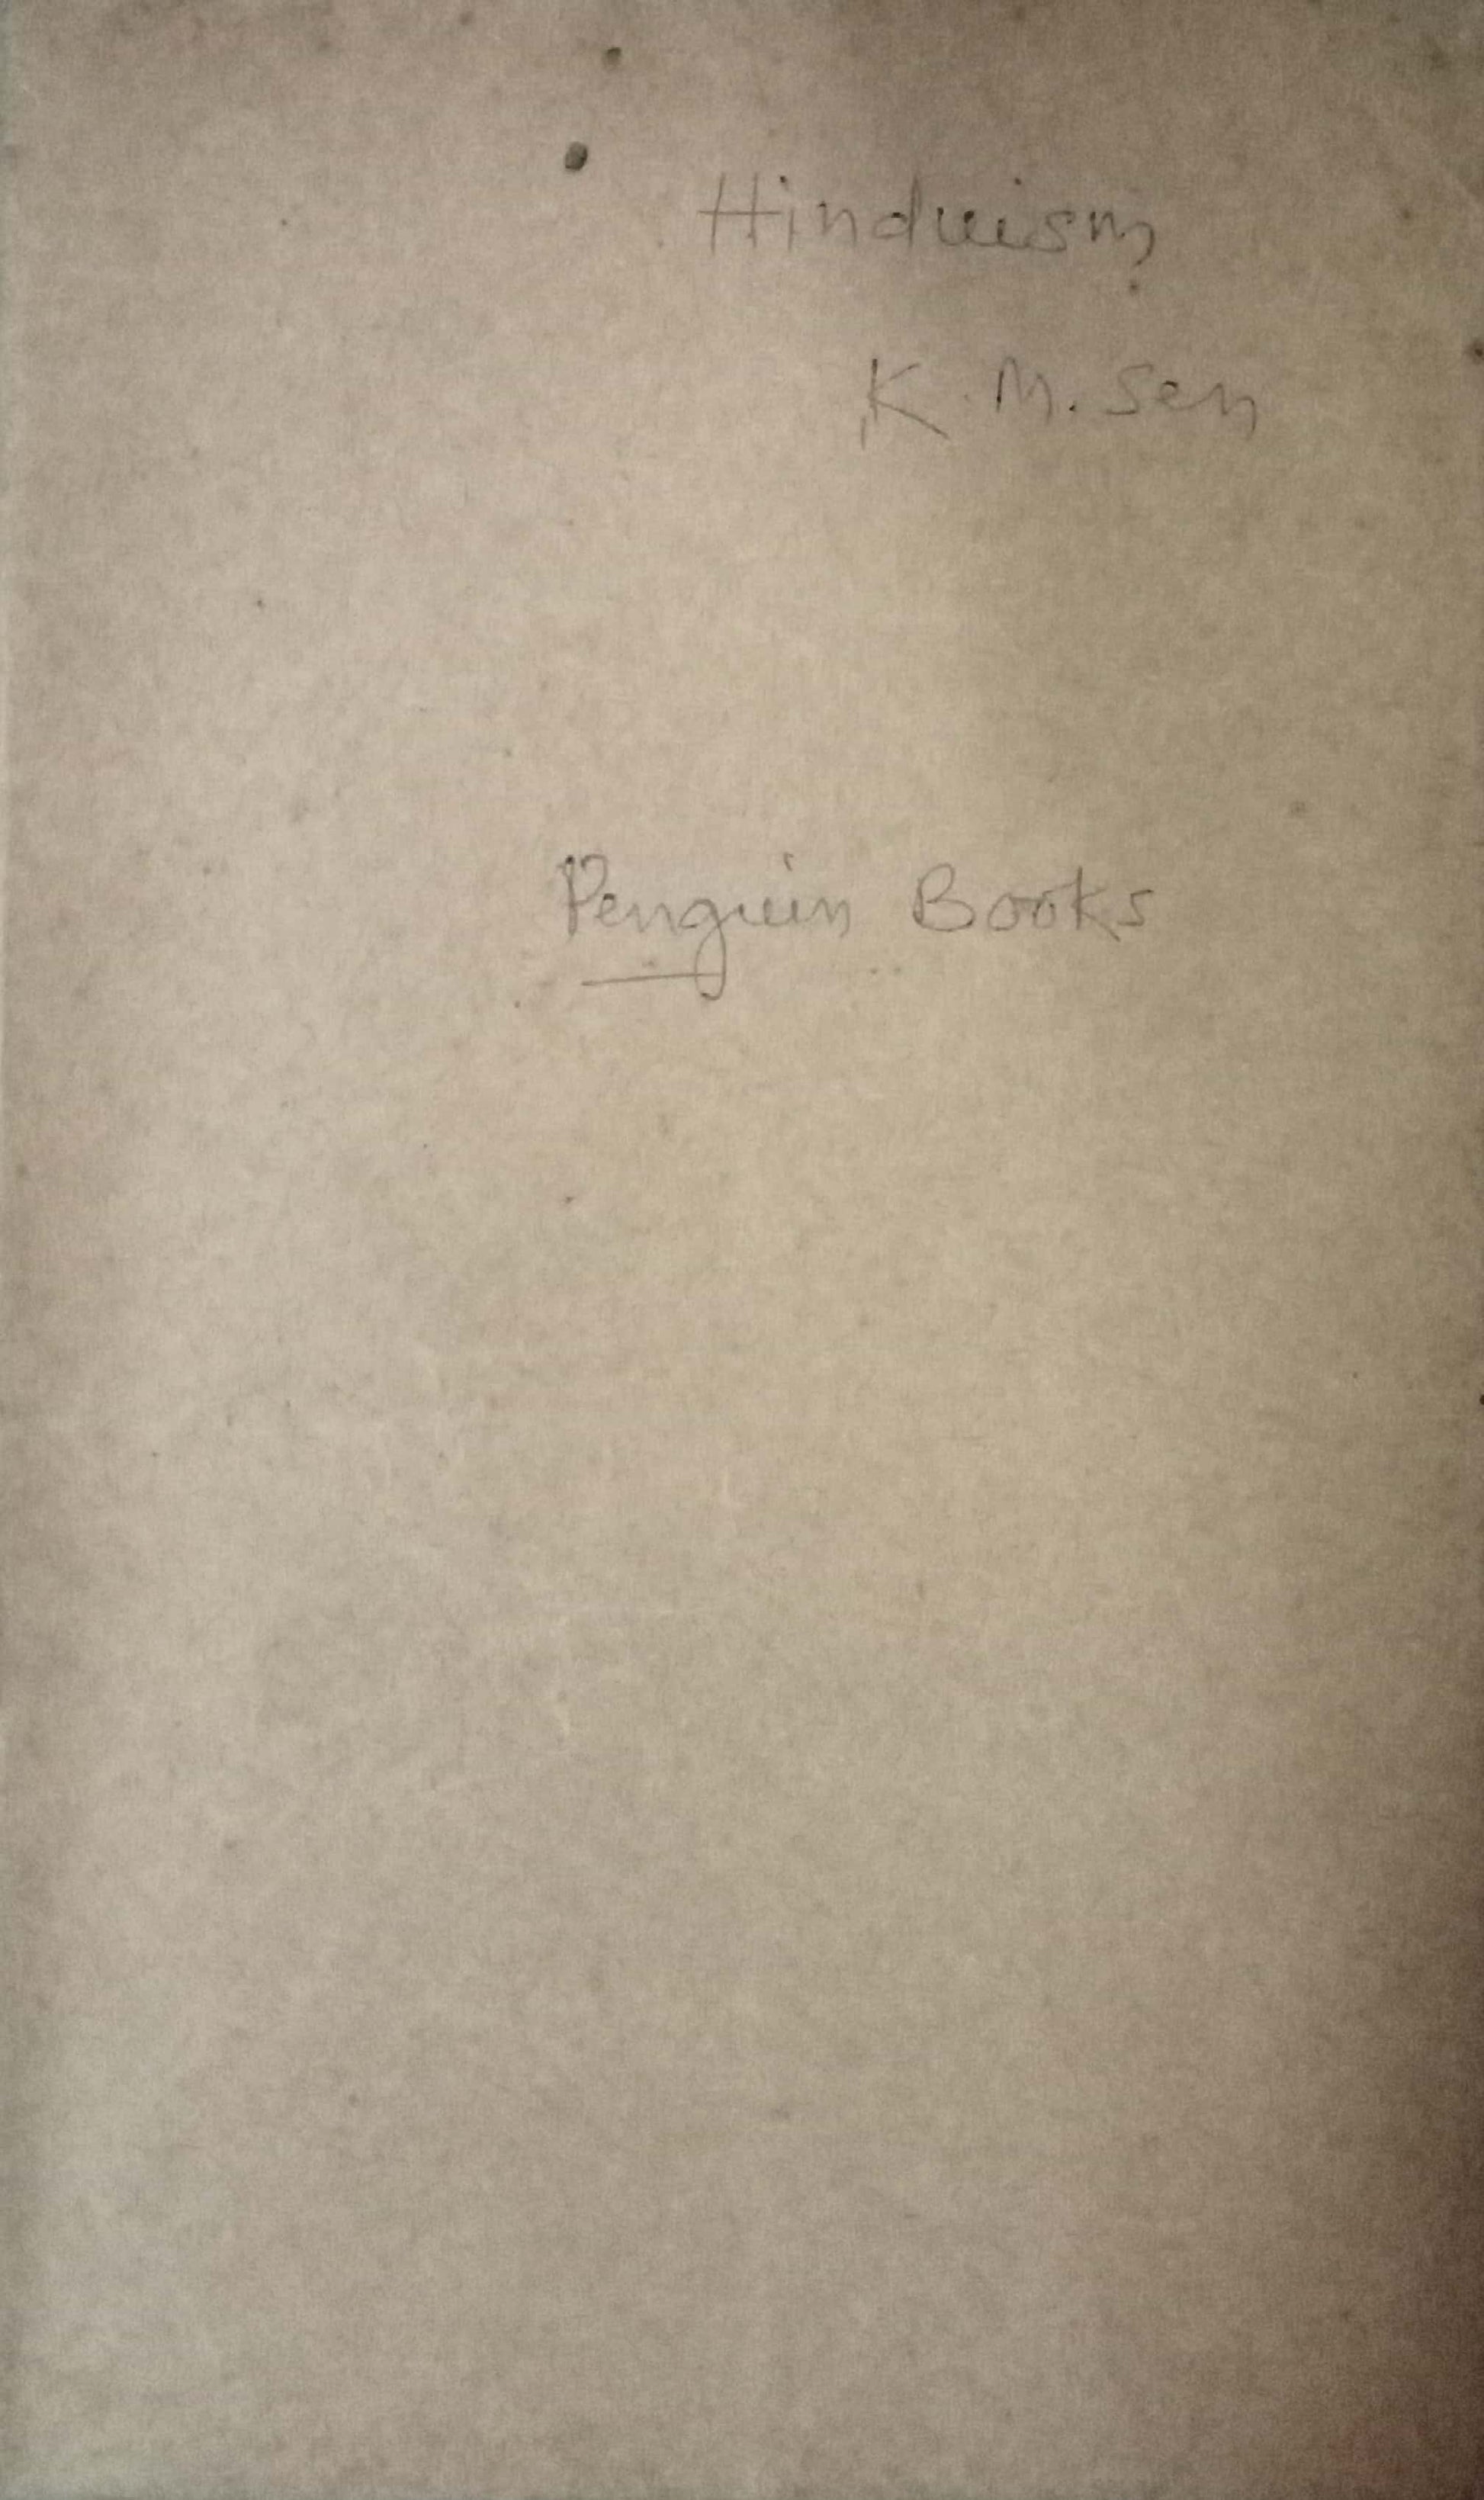 Hinduism
K. M. Sen
Penguin Books